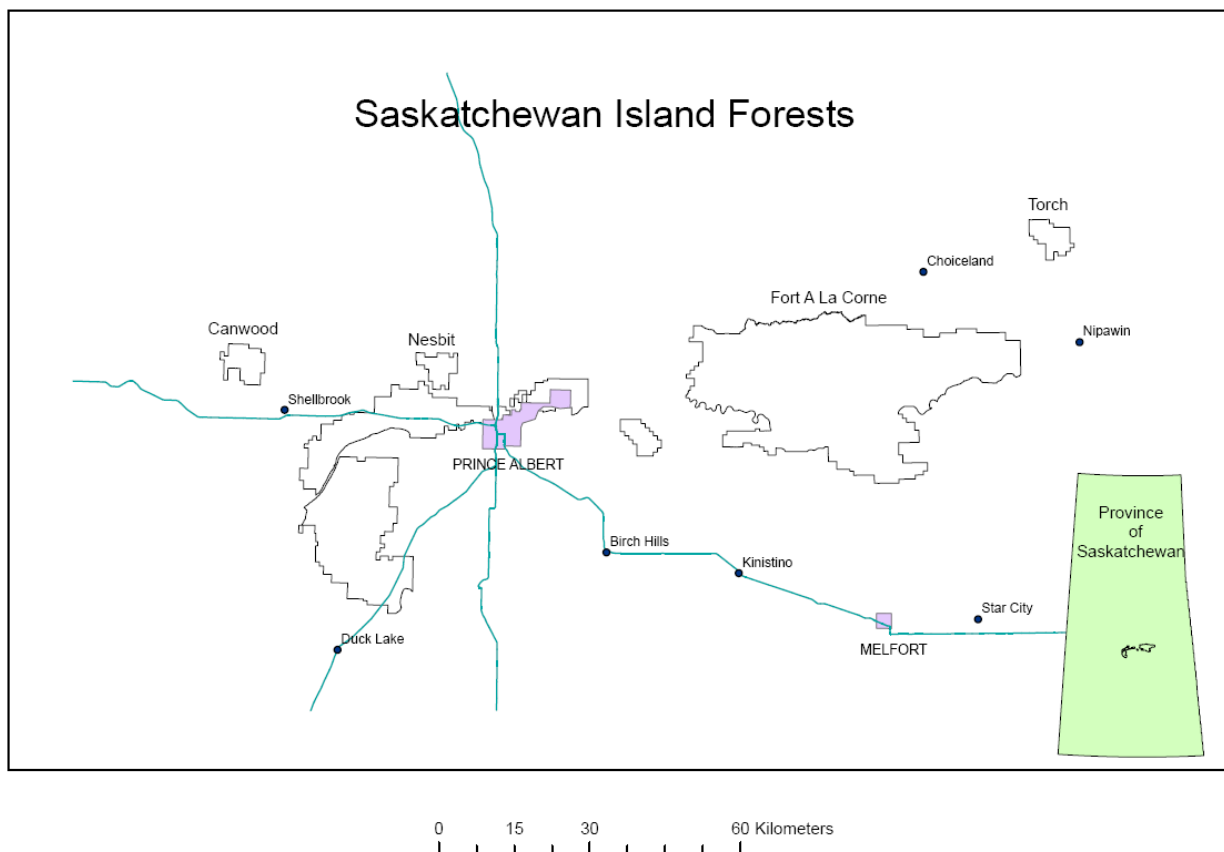 Saskatchewan Island Forests
Torch
Choiceland
Fort A La Corne
Canwood
Nesbit
Nipawin
Shellbrook
PRINCE ALBERT
Province
of
Saskatchewan
Birch Hills
Kinistino
Star City
Duck Lake
MELFORT
0 15 30 60 Kilometers